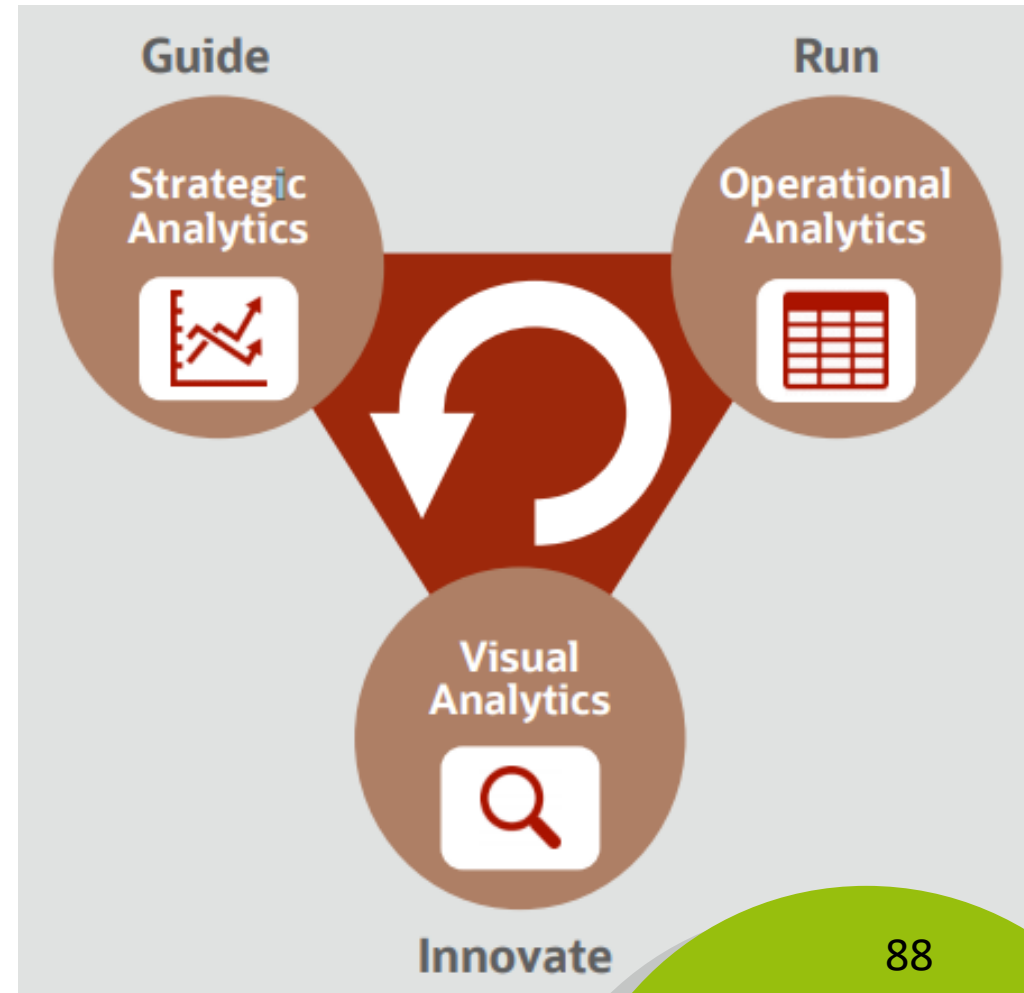 Guide
Run
Strategic
Analytics
Operational
Analytics
Visual
Analytics
Innovate
88